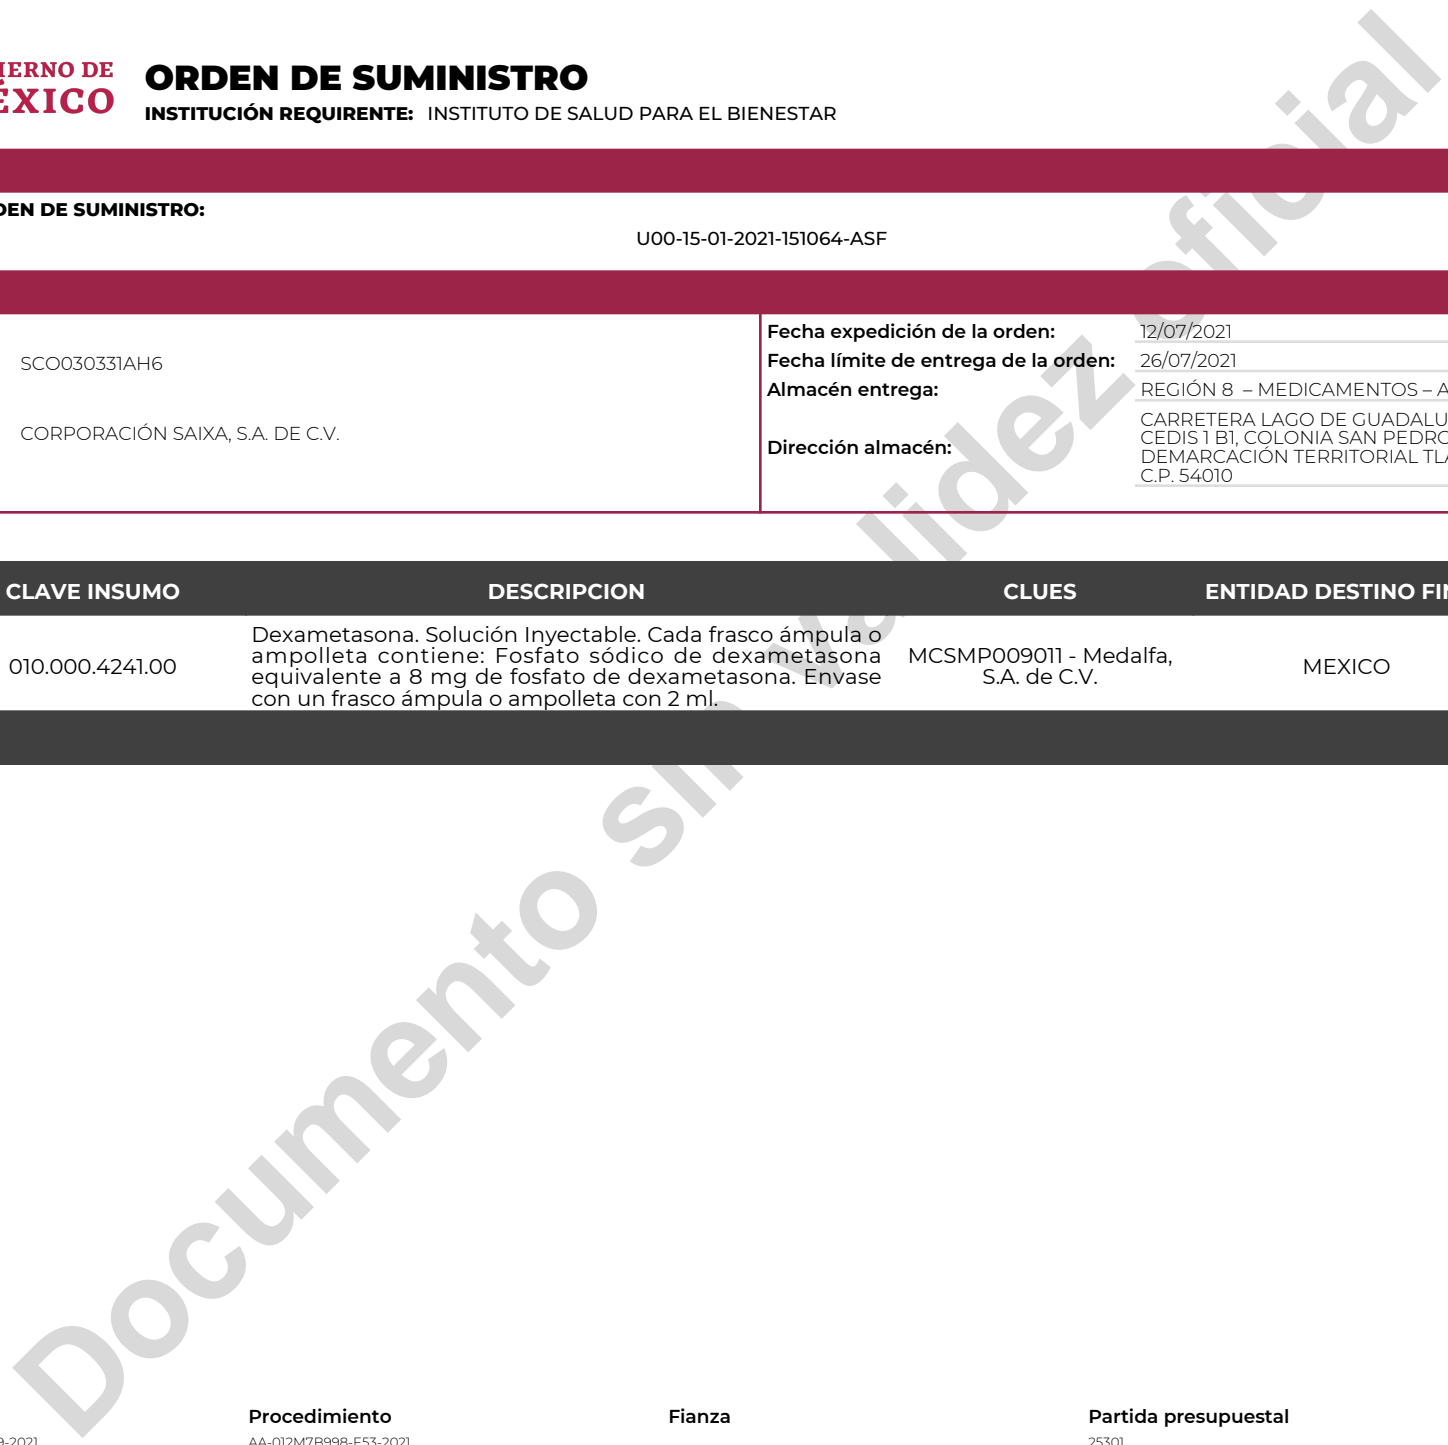 IERNO DE
ÉXICO
ORDEN DE SUMINISTRO
INSTITUCIÓN REQUIRENTE: INSTITUTO DE SALUD PARA EL BIENESTAR
DEN DE SUMINISTRO:
U00-15-01-2021-151064-ASF
SCO030331AH6
CORPORACIÓN SAIXA, S.A. DE C.V.
Fecha expedición de la orden: 12/07/2021
Fecha límite de entrega de la orden: 26/07/2021
Almacén entrega: REGIÓN 8 – MEDICAMENTOS – A
Dirección almacén:
CARRETERA LAGO DE GUADALU
CEDIS 1 B1, COLONIA SAN PEDRO
DEMARCACIÓN TERRITORIAL TLA
C.P. 54010
CLAVE INSUMO DESCRIPCION CLUES ENTIDAD DESTINO FIN
010.000.4241.00
Dexametasona. Solución Inyectable. Cada frasco ámpula o
ampolleta contiene: Fosfato sódico de dexametasona
equivalente a 8 mg de fosfato de dexametasona. Envase
con un frasco ámpula o ampolleta con 2 ml.
MCSMP009011 - Medalfa,
S.A. de C.V.
MEXICO
Documento sin validez oficial
Procedimiento Fianza Partida presupuestal
9-2021 AA-012M7B998-E53-2021 25301